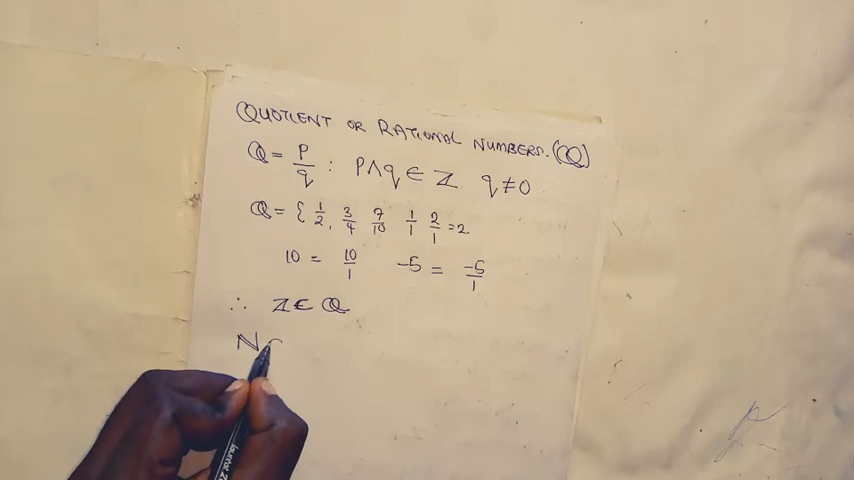 QUOTIENT OR RATIONAL NUMBERS. (ℚ)
ℚ = p/q : P∧q ∈ ℤ q≠0
ℚ = { 1/2, 3/4 7/10 1/1 2/1 =2
10 = 10/1 -5 = -5/1
∴ ℤ∈ ℚ
N